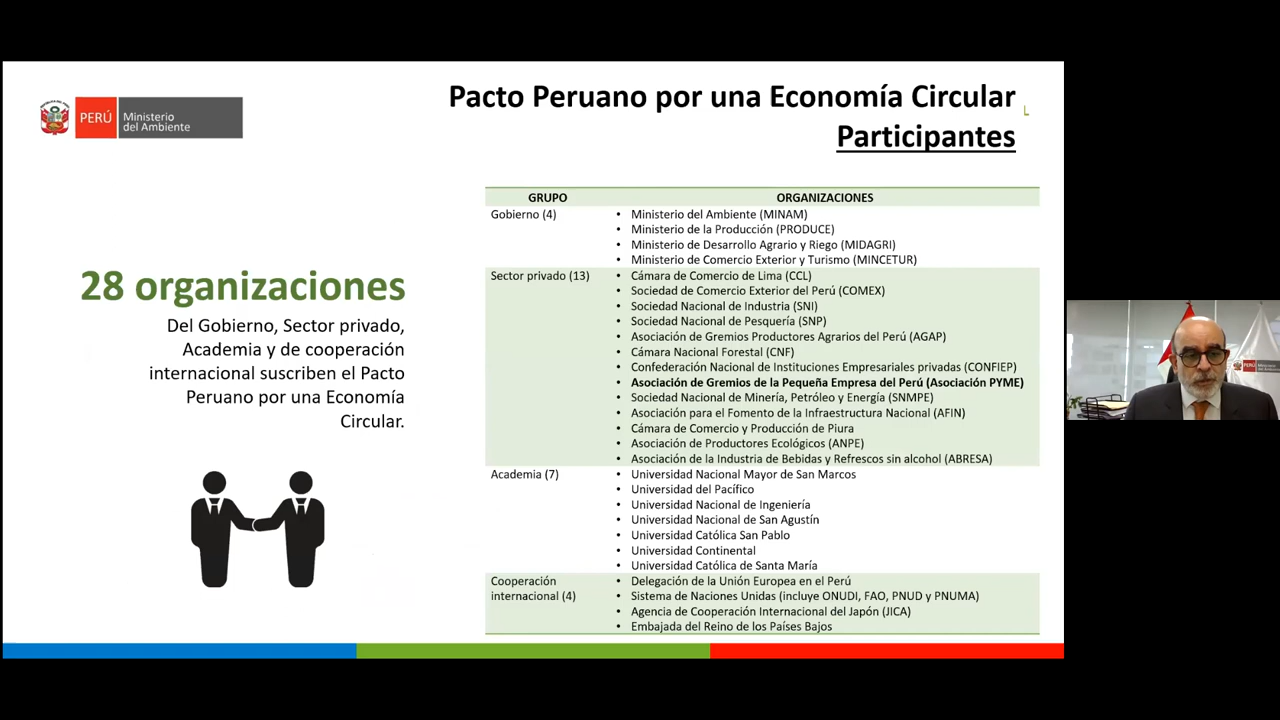 PERÚ
Ministerio
del Ambiente
Pacto Peruano por una Economía Circular
Participantes
28 organizaciones
Del Gobierno, Sector privado,
Academia y de cooperación
internacional suscriben el Pacto
Peruano por una Economía
Circular.
GRUPO ORGANIZACIONES
Gobierno (4)
• Ministerio del Ambiente (MINAM)
• Ministerio de la Producción (PRODUCE)
• Ministerio de Desarrollo Agrario y Riego (MIDAGRI)
• Ministerio de Comercio Exterior y Turismo (MINCETUR)
Sector privado (13)
• Cámara de Comercio de Lima (CCL)
• Sociedad de Comercio Exterior del Perú (COMEX)
• Sociedad Nacional de Industria (SNI)
• Sociedad Nacional de Pesquería (SNP)
• Asociación de Gremios Productores Agrarios del Perú (AGAP)
• Cámara Nacional Forestal (CNF)
• Confederación Nacional de Instituciones Empresariales privadas (CONFIEP)
• Asociación de Gremios de la Pequeña Empresa del Perú (Asociación PYME)
• Sociedad Nacional de Minería, Petróleo y Energía (SNMPE)
• Asociación para el Fomento de la Infraestructura Nacional (AFIN)
• Cámara de Comercio y Producción de Piura
• Asociación de Productores Ecológicos (ANPE)
• Asociación de la Industria de Bebidas y Refrescos sin alcohol (ABRESA)
Academia (7)
• Universidad Nacional Mayor de San Marcos
• Universidad del Pacífico
• Universidad Nacional de Ingeniería
• Universidad Nacional de San Agustín
• Universidad Católica San Pablo
• Universidad Continental
• Universidad Católica de Santa María
Cooperación
internacional (4)
• Delegación de la Unión Europea en el Perú
• Sistema de Naciones Unidas (incluye ONUDI, FAO, PNUD y PNUMA)
• Agencia de Cooperación Internacional del Japón (JICA)
• Embajada del Reino de los Países Bajos
PERÚ